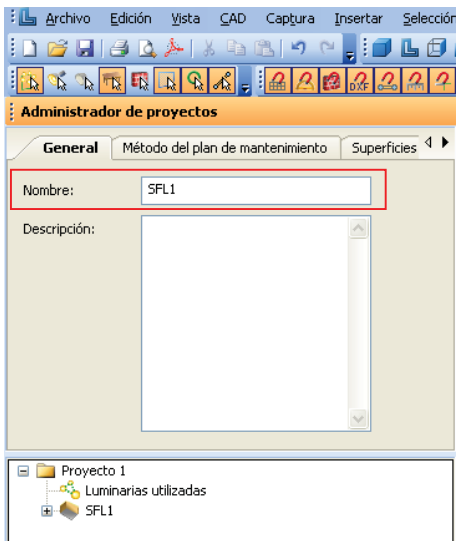 Archivo Edición Vista CAD Captura Insertar Selección
DXF
Administrador de proyectos
General Método del plan de mantenimiento Superficies
Nombre: SFL1
Descripción:
Proyecto 1
Luminarias utilizadas
SFL1